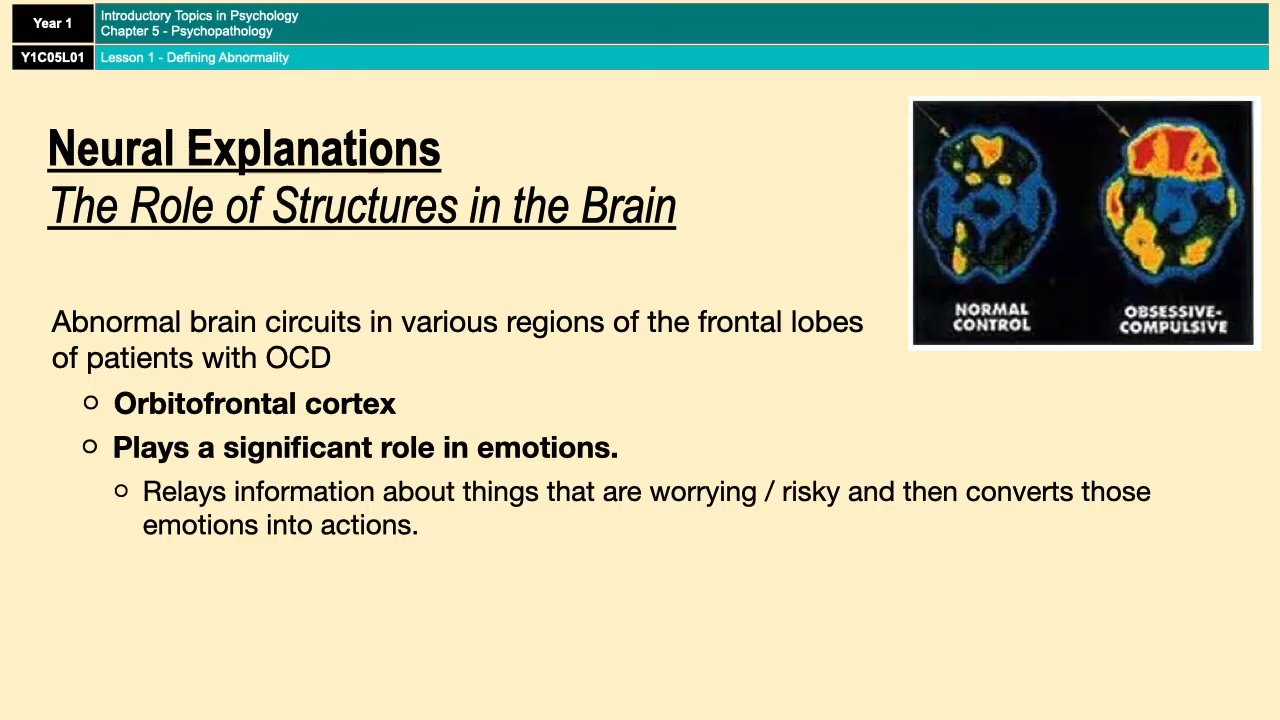 Year 1
Introductory Topics in Psychology
Chapter 5 - Psychopathology
Y1C05L01
Lesson 1 - Defining Abnormality
Neural Explanations
The Role of Structures in the Brain
NORMAL
CONTROL
OBSESSIVE-
COMPULSIVE
Abnormal brain circuits in various regions of the frontal lobes
of patients with OCD
Orbitofrontal cortex
Plays a significant role in emotions.
Relays information about things that are worrying / risky and then converts those
emotions into actions.